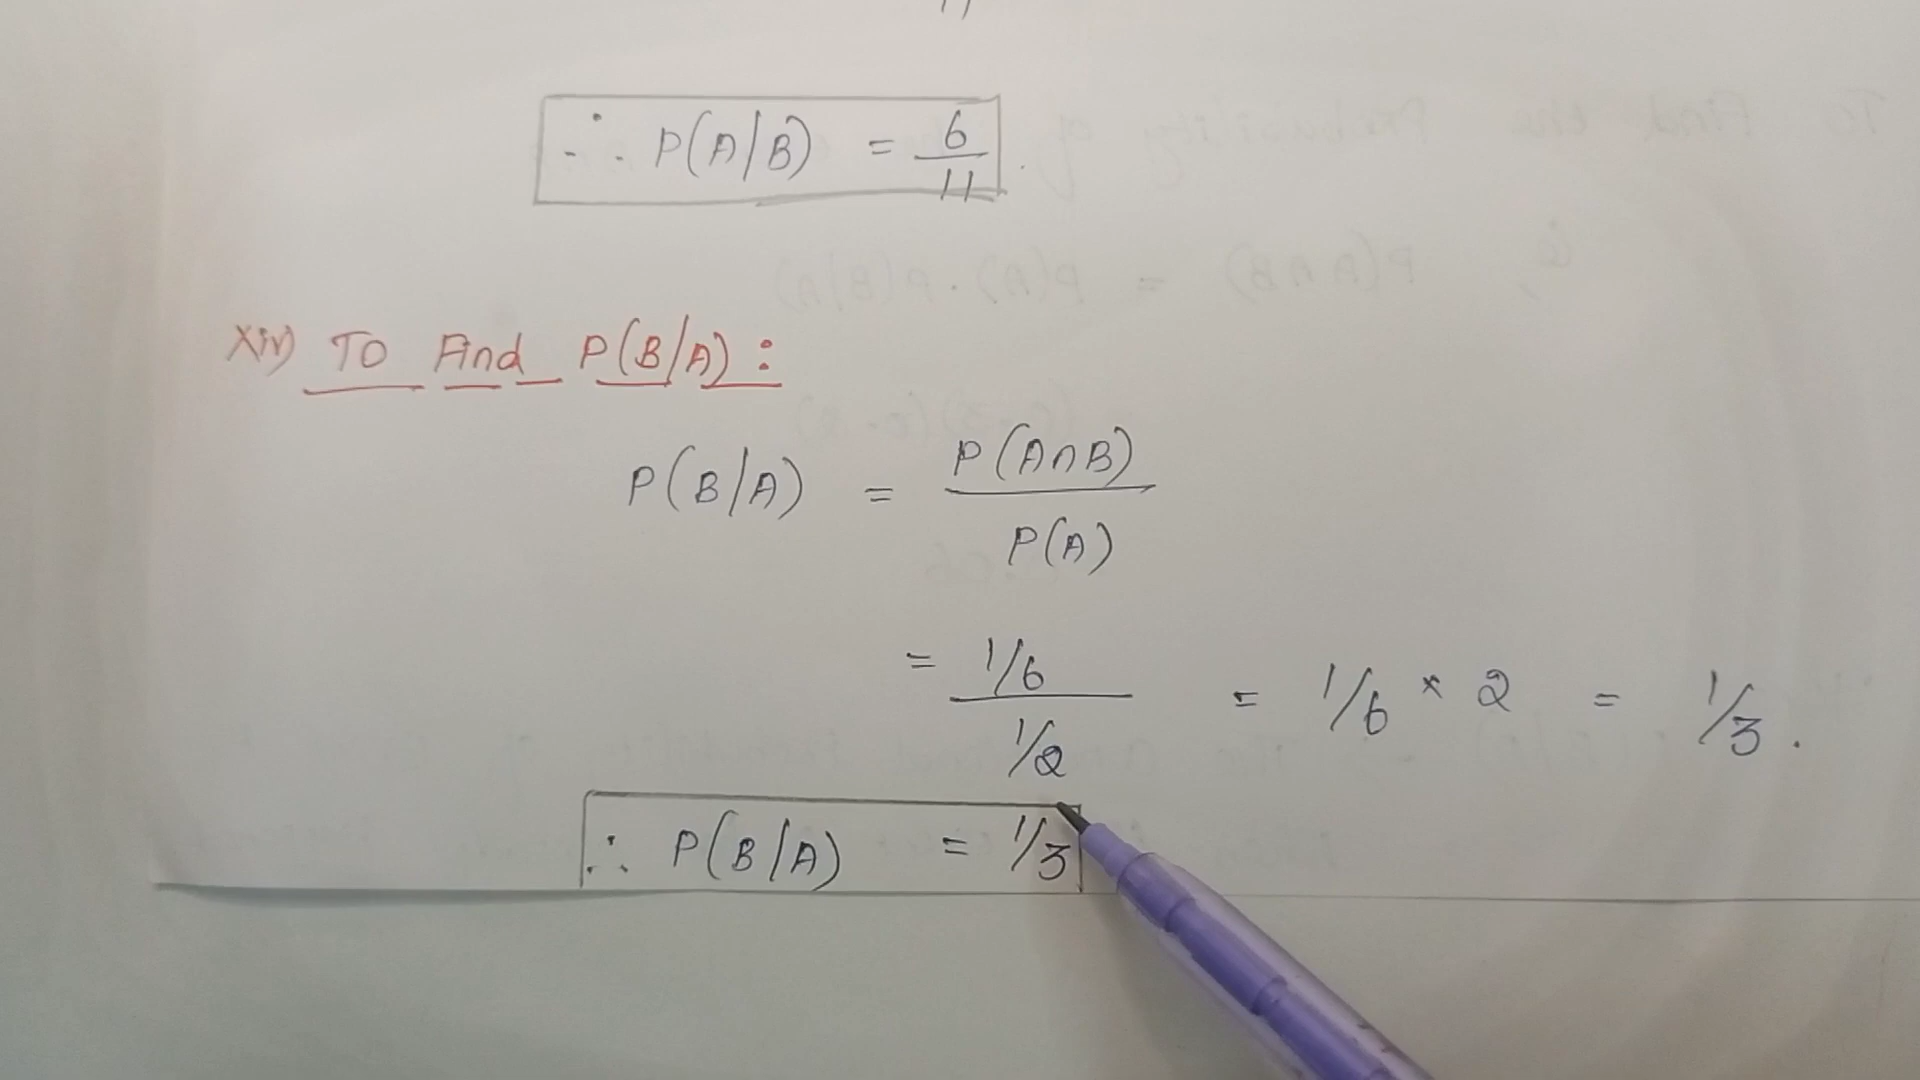 ∴ P(A/B) = 6/11
xiv) To Find P(B/A) :
P(B/A) = P(A∩B) / P(A)
= 1/6 / 1/2 = 1/6 × 2 = 1/3 .
∴ P(B/A) = 1/3